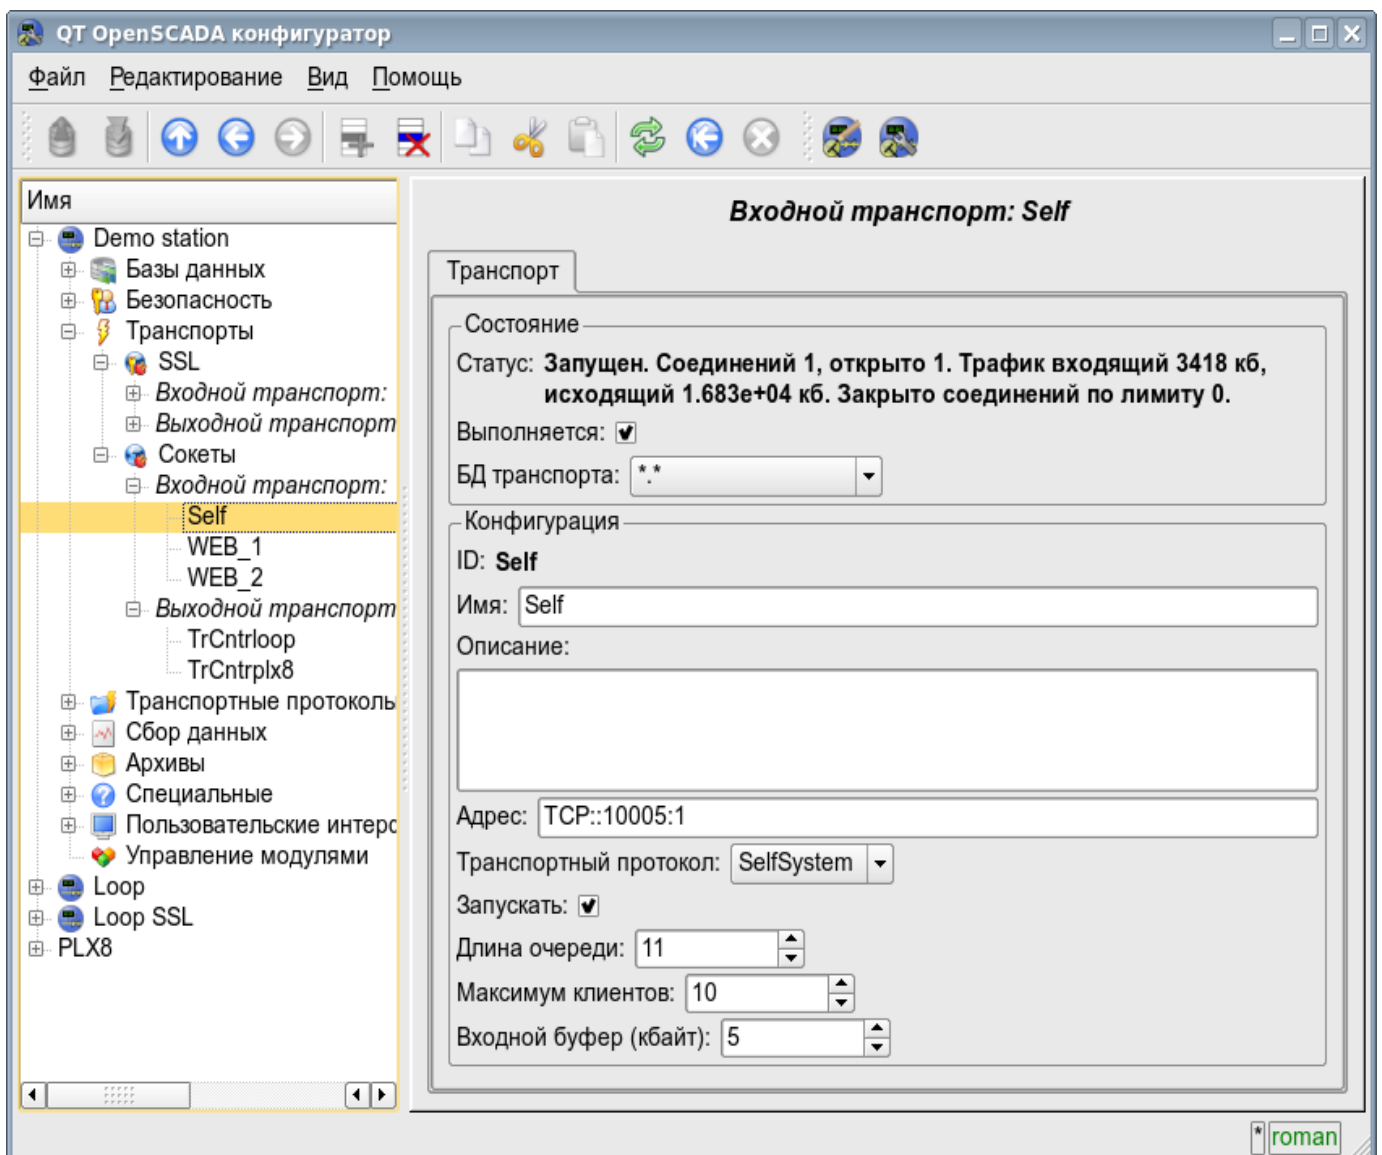 QT OpenSCADA конфигуратор
Файл Редактирование Вид Помощь
Имя
Demo station
Базы данных
Безопасность
Транспорты
SSL
Входной транспорт:
Выходной транспорт
Сокеты
Входной транспорт:
Self
WEB_1
WEB_2
Выходной транспорт
TrCntrloop
TrCntrplx8
Транспортные протоколы
Сбор данных
Архивы
Специальные
Пользовательские интерс
Управление модулями
Loop
Loop SSL
PLX8
Входной транспорт: Self
Транспорт
Состояние
Статус: Запущен. Соединений 1, открыто 1. Трафик входящий 3418 кб,
исходящий 1.683e+04 кб. Закрыто соединений по лимиту 0.
Выполняется:
БД транспорта: *.*
Конфигурация
ID: Self
Имя: Self
Описание:
Адрес: TCP::10005:1
Транспортный протокол: SelfSystem
Запускать:
Длина очереди: 11
Максимум клиентов: 10
Входной буфер (кбайт): 5
* roman